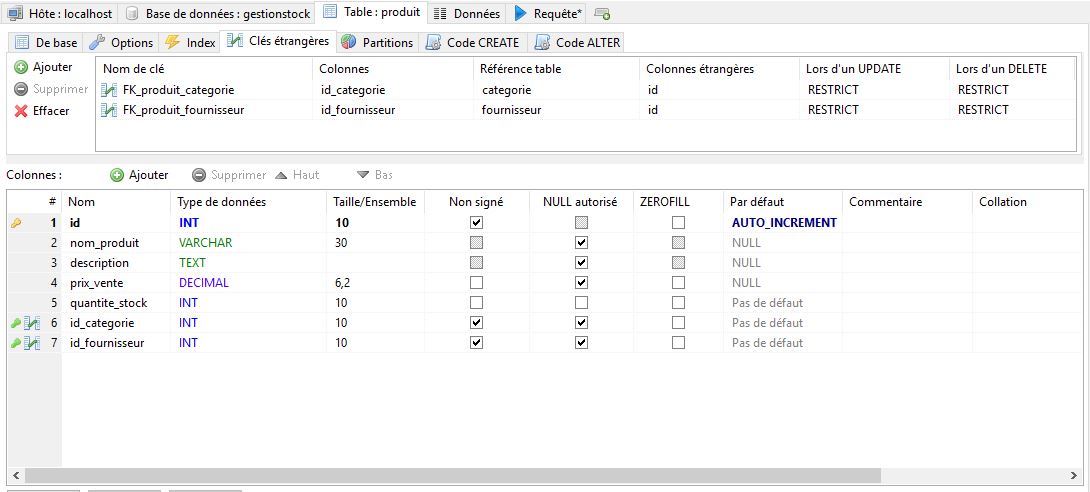 Hôte : localhost Base de données : gestionstock Table : produit Données Requête*
De base Options Index Clés étrangères Partitions Code CREATE Code ALTER
Ajouter
Supprimer
Effacer
Nom de clé Colonnes Référence table Colonnes étrangères Lors d'un UPDATE Lors d'un DELETE
FK_produit_categorie id_categorie categorie id RESTRICT RESTRICT
FK_produit_fournisseur id_fournisseur fournisseur id RESTRICT RESTRICT
Colonnes : Ajouter Supprimer Haut Bas
# Nom Type de données Taille/Ensemble Non signé NULL autorisé ZEROFILL Par défaut Commentaire Collation
1 id INT 10 AUTO_INCREMENT
2 nom_produit VARCHAR 30 NULL
3 description TEXT NULL
4 prix_vente DECIMAL 6,2 NULL
5 quantite_stock INT 10 Pas de défaut
6 id_categorie INT 10 Pas de défaut
7 id_fournisseur INT 10 Pas de défaut